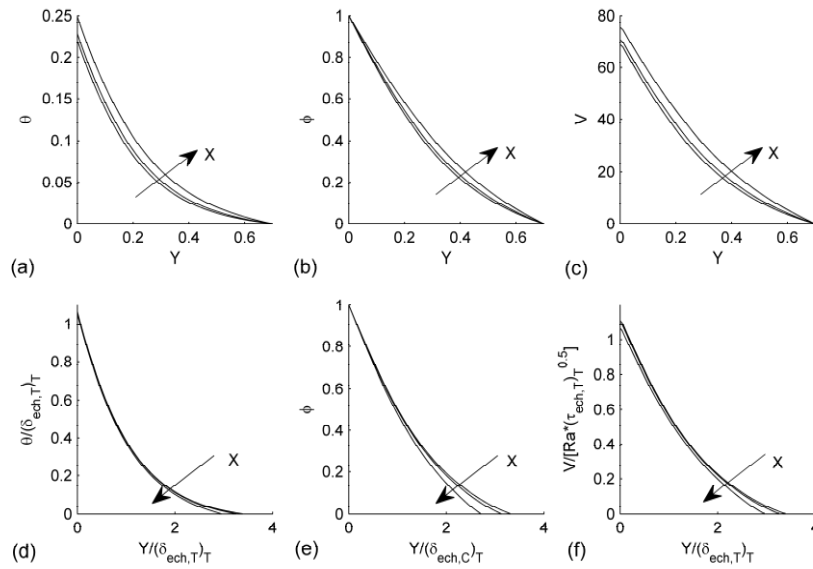 0.25
0.2
0.15
0.1
0.05
0
0 0.2 0.4 0.6
θ
Y
X
(a)
1
0.8
0.6
0.4
0.2
0
0 0.2 0.4 0.6
ϕ
Y
X
(b)
80
60
40
20
0
0 0.2 0.4 0.6
V
Y
X
(c)
1
0.8
0.6
0.4
0.2
0
0 2 4
θ/(δech,T)T
Y/(δech,T)T
X
(d)
1
0.8
0.6
0.4
0.2
0
0 2 4
ϕ
Y/(δech,C)T
X
(e)
1
0.8
0.6
0.4
0.2
0
0 2 4
V/[Ra*(τech,T)T^0.5]
Y/(δech,T)T
X
(f)